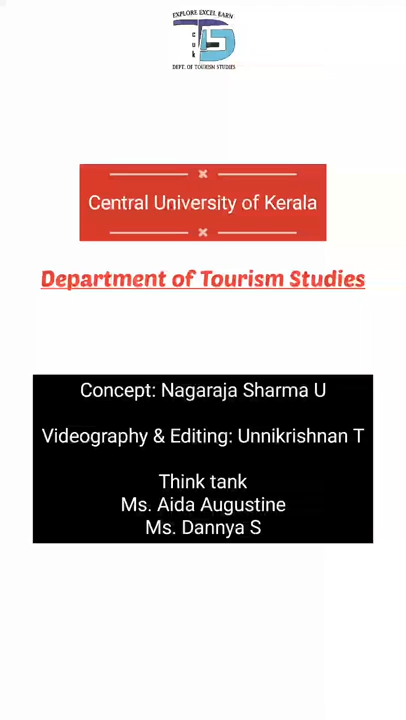 EXPLORE EXCEL EARN
c
u
k
DEPT. OF TOURISM STUDIES
Central University of Kerala
Department of Tourism Studies
Concept: Nagaraja Sharma U
Videography & Editing: Unnikrishnan T
Think tank
Ms. Aida Augustine
Ms. Dannya S